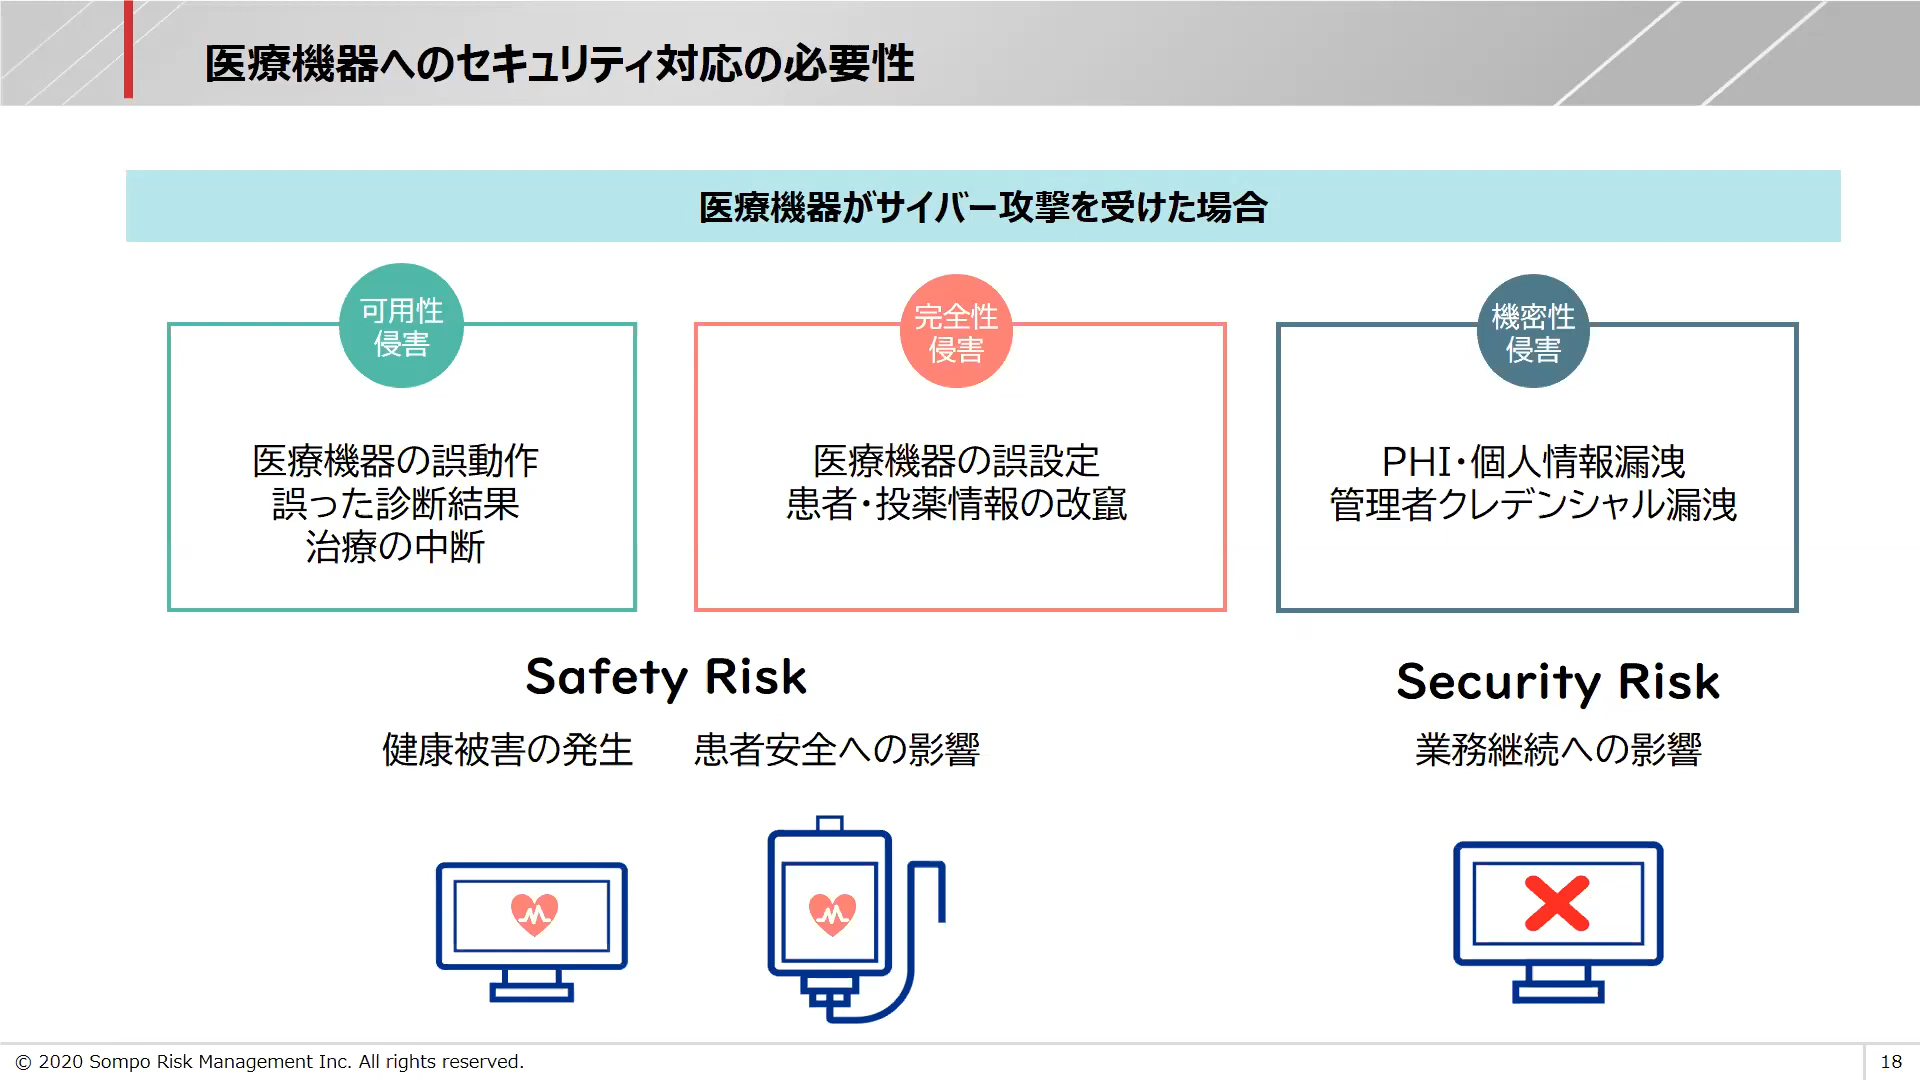 医療機器へのセキュリティ対応の必要性
医療機器がサイバー攻撃を受けた場合
可用性
侵害
医療機器の誤動作
誤った診断結果
治療の中断
完全性
侵害
医療機器の誤設定
患者・投薬情報の改竄
機密性
侵害
PHI・個人情報漏洩
管理者クレデンシャル漏洩
Safety Risk
健康被害の発生 患者安全への影響
Security Risk
業務継続への影響
© 2020 Sompo Risk Management Inc. All rights reserved.
18